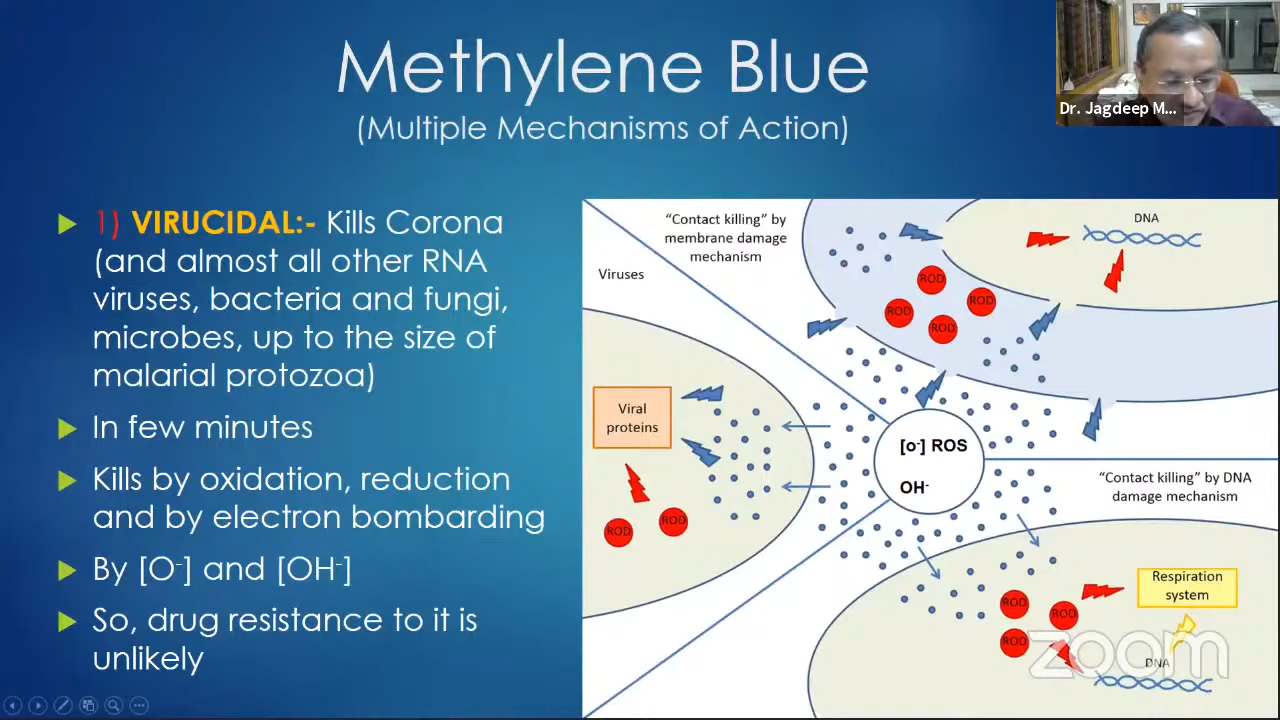 Methylene Blue
(Multiple Mechanisms of Action)
Dr. Jagdeep M...
1) VIRUCIDAL:- Kills Corona
(and almost all other RNA
viruses, bacteria and fungi,
microbes, up to the size of
malarial protozoa)
In few minutes
Kills by oxidation, reduction
and by electron bombarding
By [O-] and [OH-]
So, drug resistance to it is
unlikely
"Contact killing" by
membrane damage
mechanism
Viruses
DNA
ROD
ROD
ROD
ROD
Viral
proteins
ROD
ROD
[o-] ROS
OH-
"Contact killing" by DNA
damage mechanism
Respiration
system
ROD
ROD
ROD
DNA
zoom